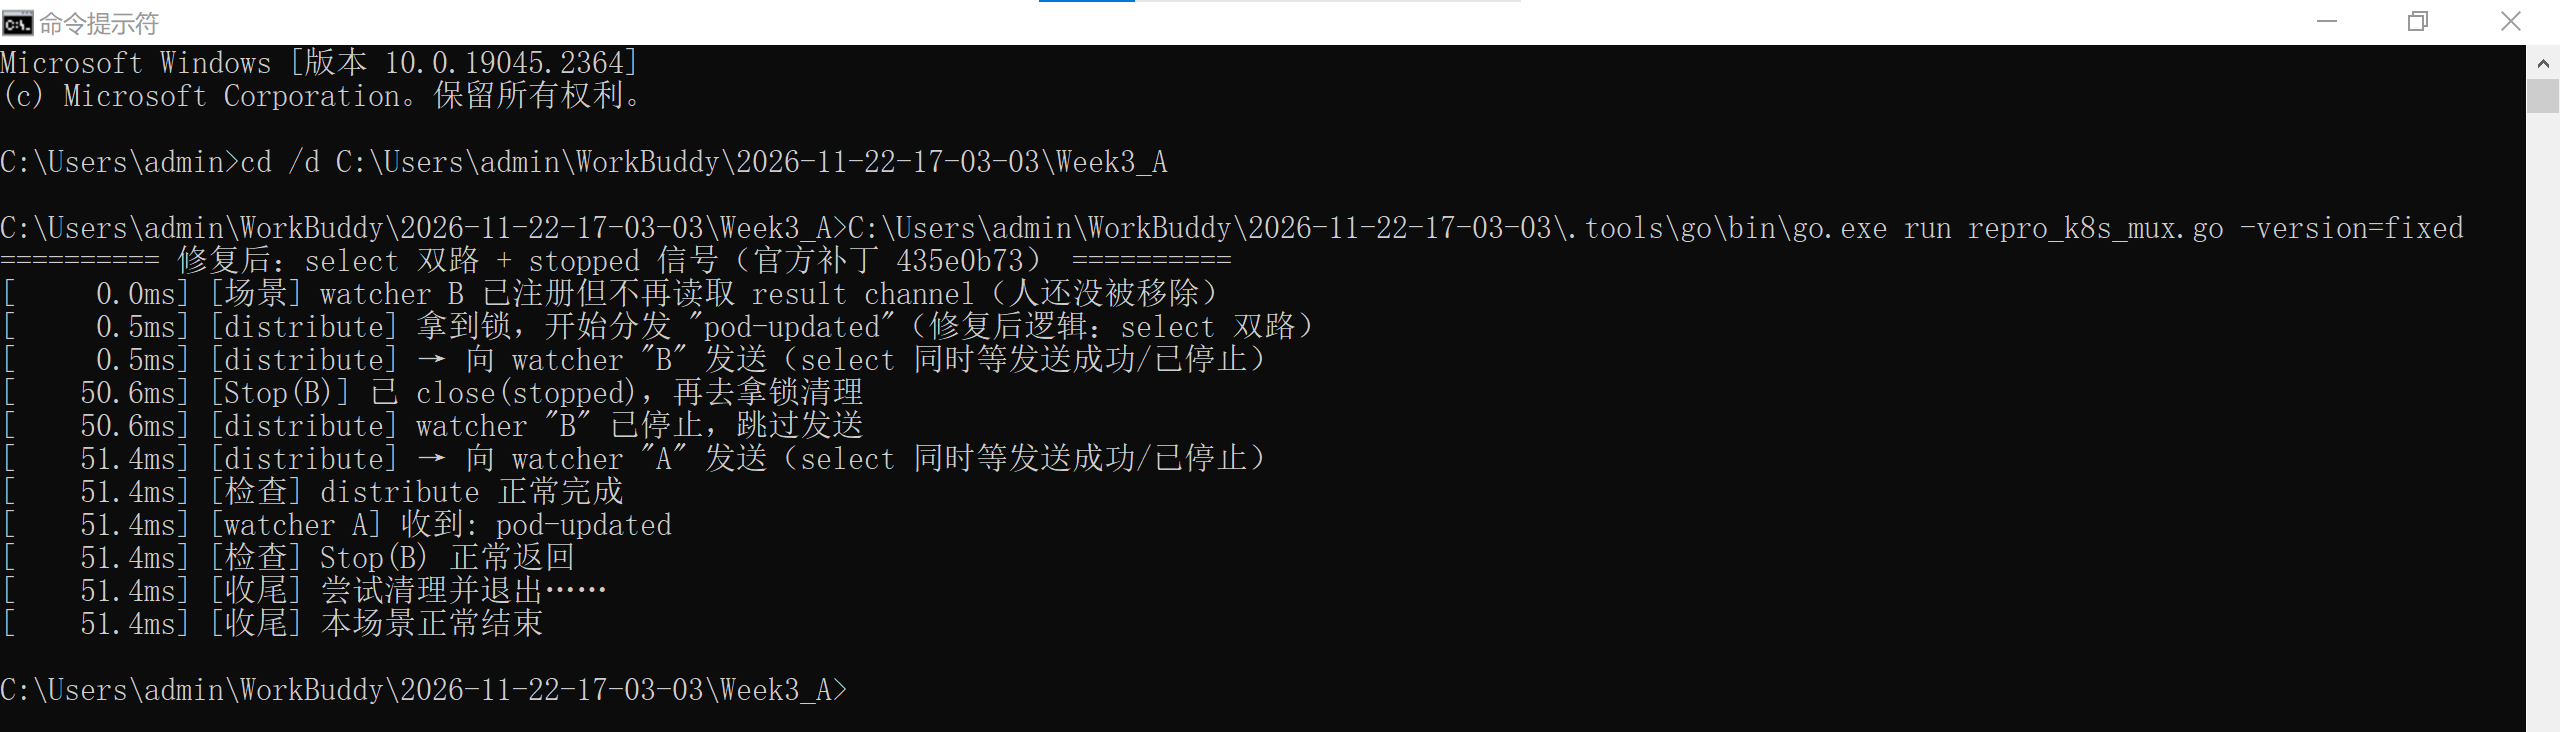 命令提示符
Microsoft Windows [版本 10.0.19045.2364]
(c) Microsoft Corporation。保留所有权利。
C:\Users\admin>cd /d C:\Users\admin\WorkBuddy\2026-11-22-17-03-03\Week3_A
C:\Users\admin\WorkBuddy\2026-11-22-17-03-03\Week3_A>C:\Users\admin\WorkBuddy\2026-11-22-17-03-03\.tools\go\bin\go.exe run repro_k8s_mux.go -version=fixed
========== 修复后：select 双路 + stopped 信号（官方补丁 435e0b73） ==========
[     0.0ms] [场景] watcher B 已注册但不再读取 result channel（人还没被移除）
[     0.5ms] [distribute] 拿到锁，开始分发 "pod-updated"（修复后逻辑：select 双路）
[     0.5ms] [distribute] → 向 watcher "B" 发送（select 同时等发送成功/已停止）
[    50.6ms] [Stop(B)] 已 close(stopped)，再去拿锁清理
[    50.6ms] [distribute] watcher "B" 已停止，跳过发送
[    51.4ms] [distribute] → 向 watcher "A" 发送（select 同时等发送成功/已停止）
[    51.4ms] [检查] distribute 正常完成
[    51.4ms] [watcher A] 收到: pod-updated
[    51.4ms] [检查] Stop(B) 正常返回
[    51.4ms] [收尾] 尝试清理并退出……
[    51.4ms] [收尾] 本场景正常结束
C:\Users\admin\WorkBuddy\2026-11-22-17-03-03\Week3_A>